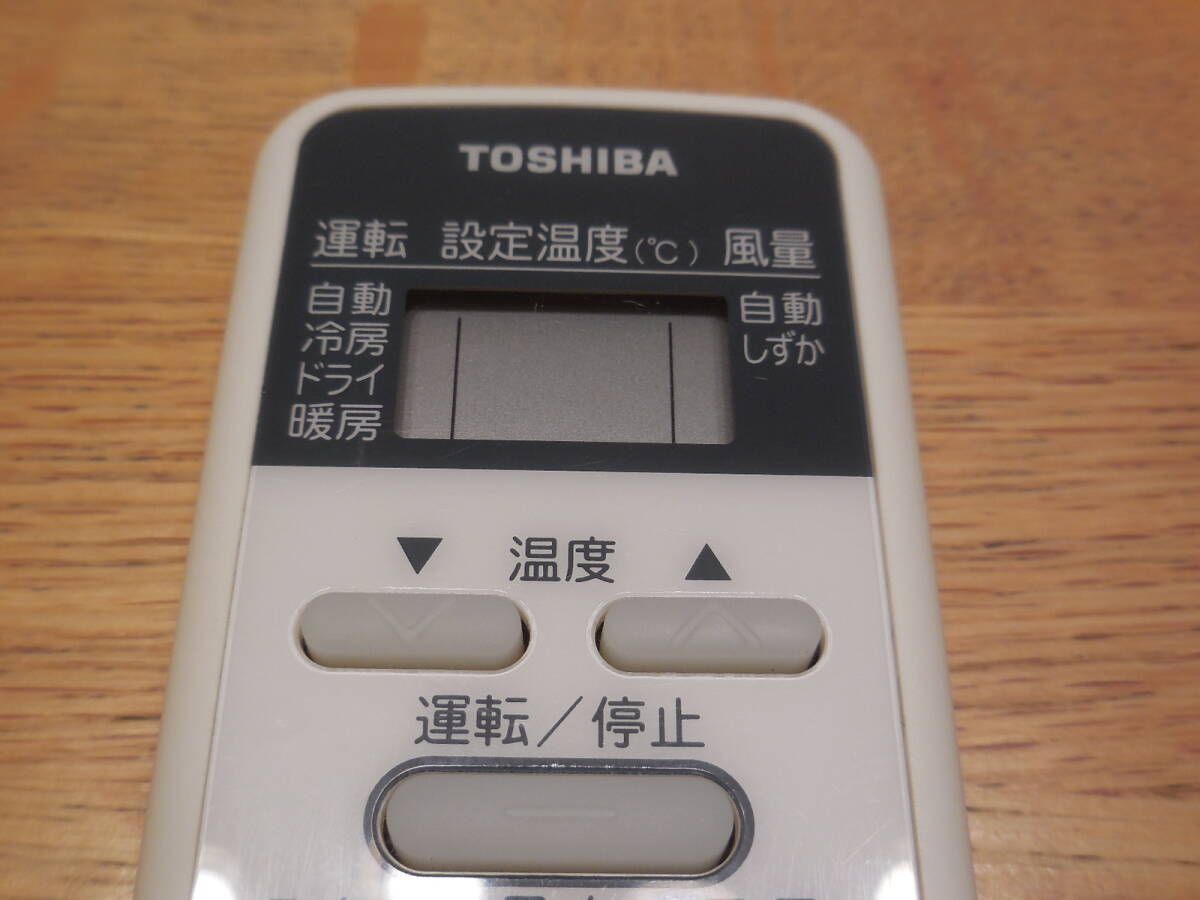 TOSHIBA
運転 設定温度(℃) 風量
自動 自動
冷房 しずか
ドライ
暖房
▼ 温度 ▲
運転/停止